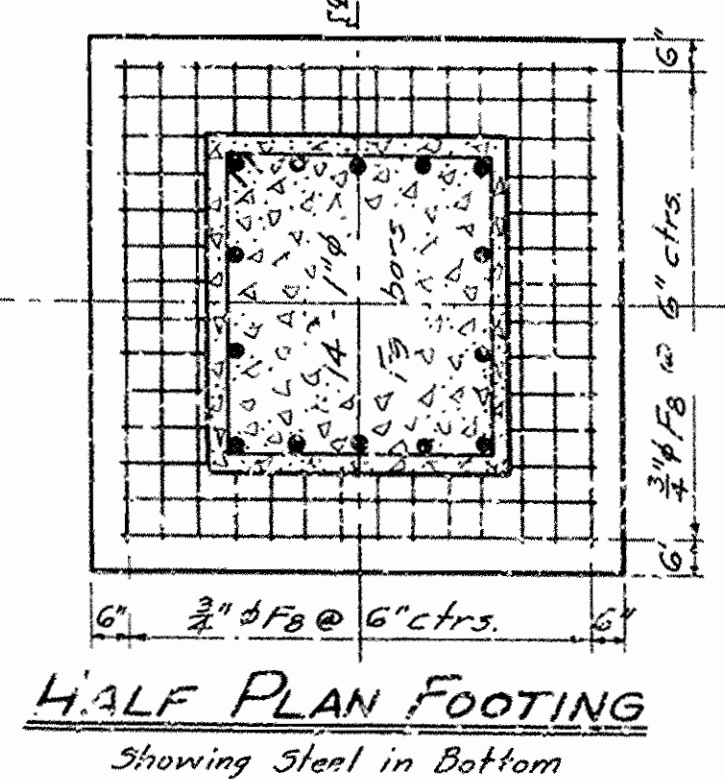 6"
14 - 1"ϕ
bars
3/4"ϕ F8 @ 6" ctrs.
6'
6" 3/4"ϕ F8 @ 6" ctrs. 6"
HALF PLAN FOOTING
Showing Steel in Bottom